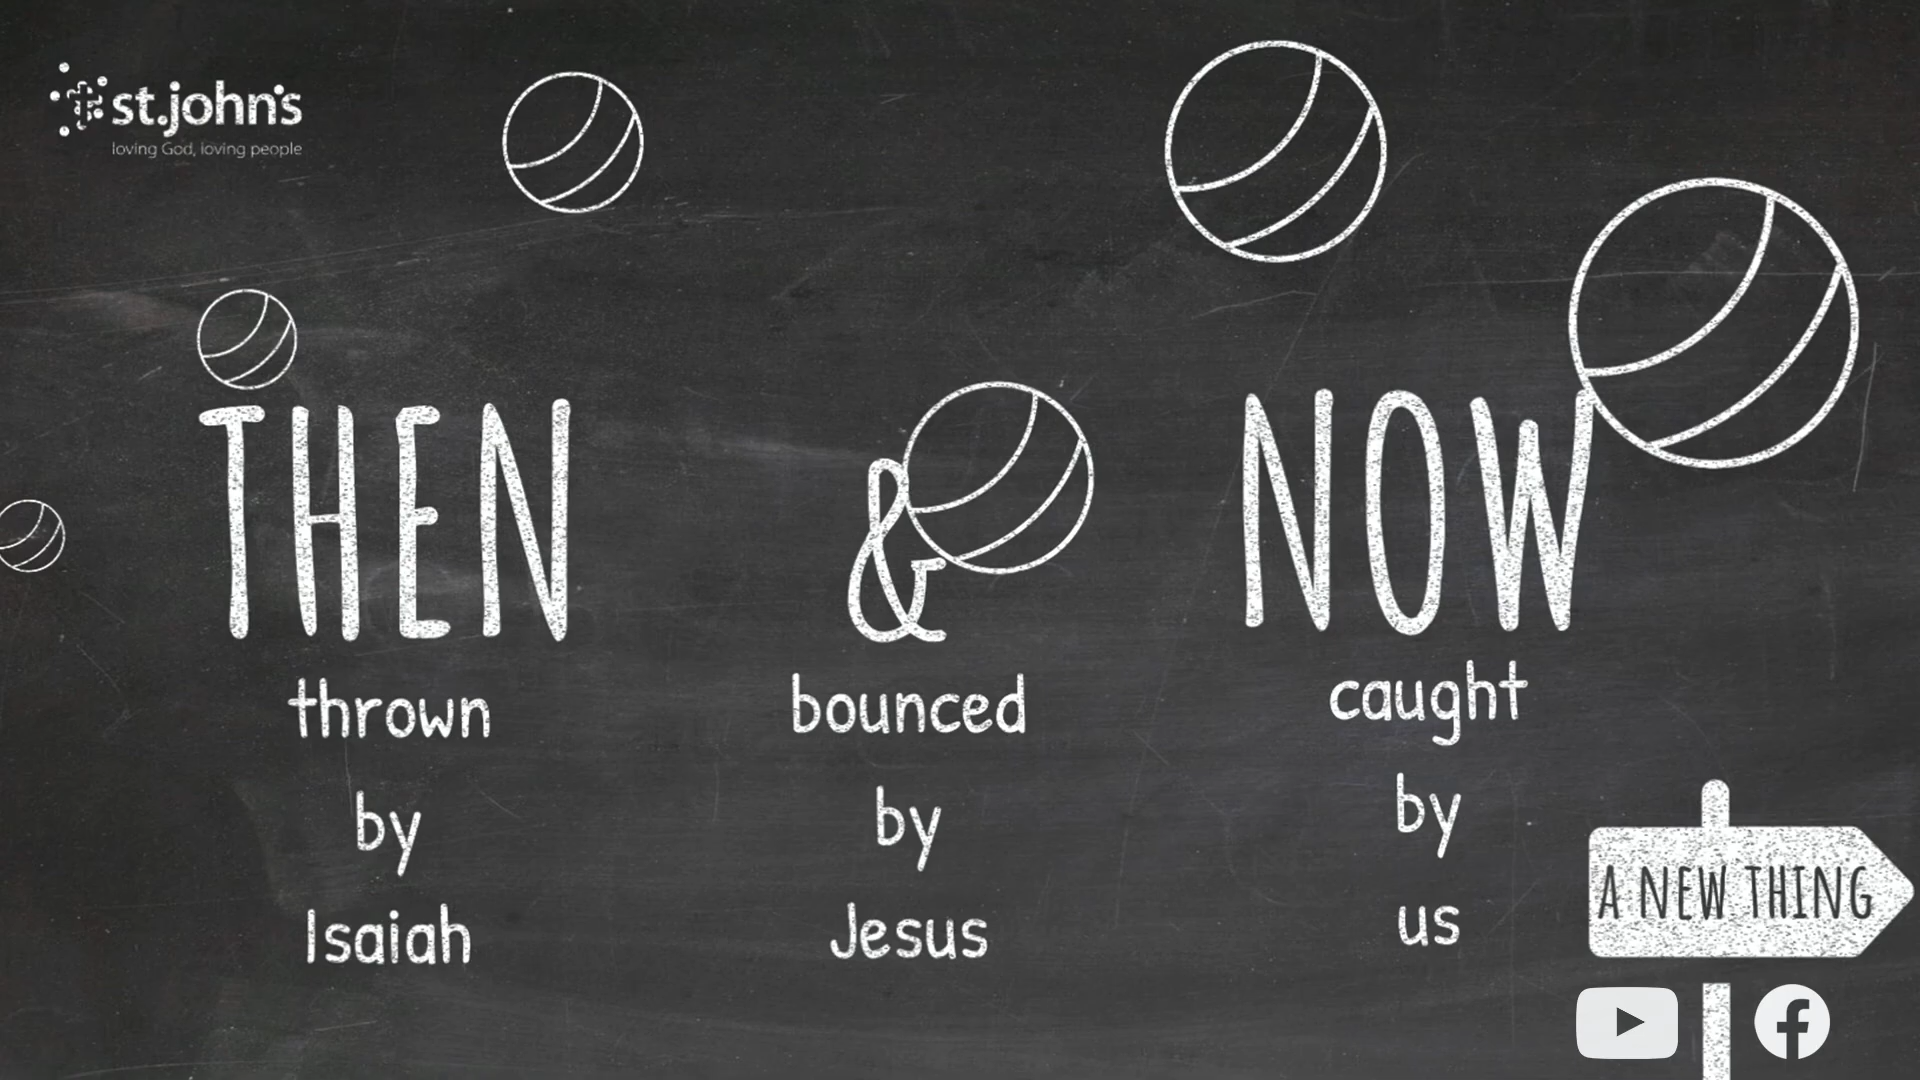 st.john's
loving God, loving people
THEN
thrown
by
Isaiah
&
bounced
by
Jesus
NOW
caught
by
us
A NEW THING